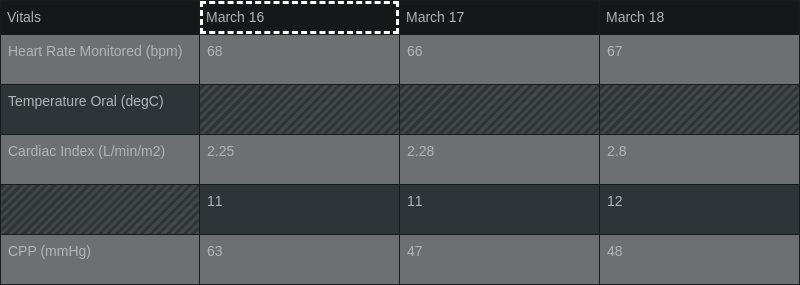 Vitals March 16 March 17 March 18
Heart Rate Monitored (bpm) 68 66 67
Temperature Oral (degC)
Cardiac Index (L/min/m2) 2.25 2.28 2.8
11 11 12
CPP (mmHg) 63 47 48